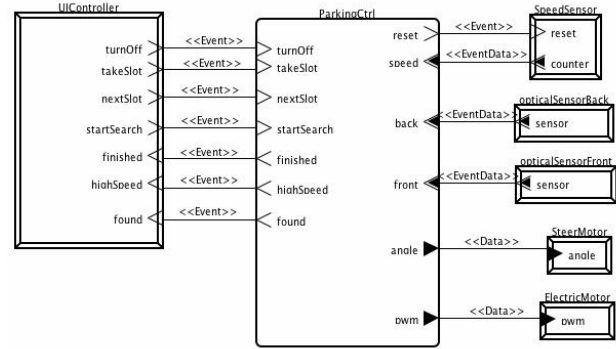 UIController
ParkingCtrl
SpeedSensor
turnOff
<<Event>>
turnOff
takeSlot
<<Event>>
takeSlot
nextSlot
<<Event>>
nextSlot
startSearch
<<Event>>
startSearch
finished
<<Event>>
finished
highSpeed
<<Event>>
highSpeed
found
<<Event>>
found
reset
<<Event>>
reset
speed
<<EventData>>
counter
opticalSensorBack
back
<<EventData>>
sensor
opticalSensorFront
front
<<EventData>>
sensor
SteerMotor
angle
<<Data>>
angle
ElectricMotor
pwm
<<Data>>
pwm